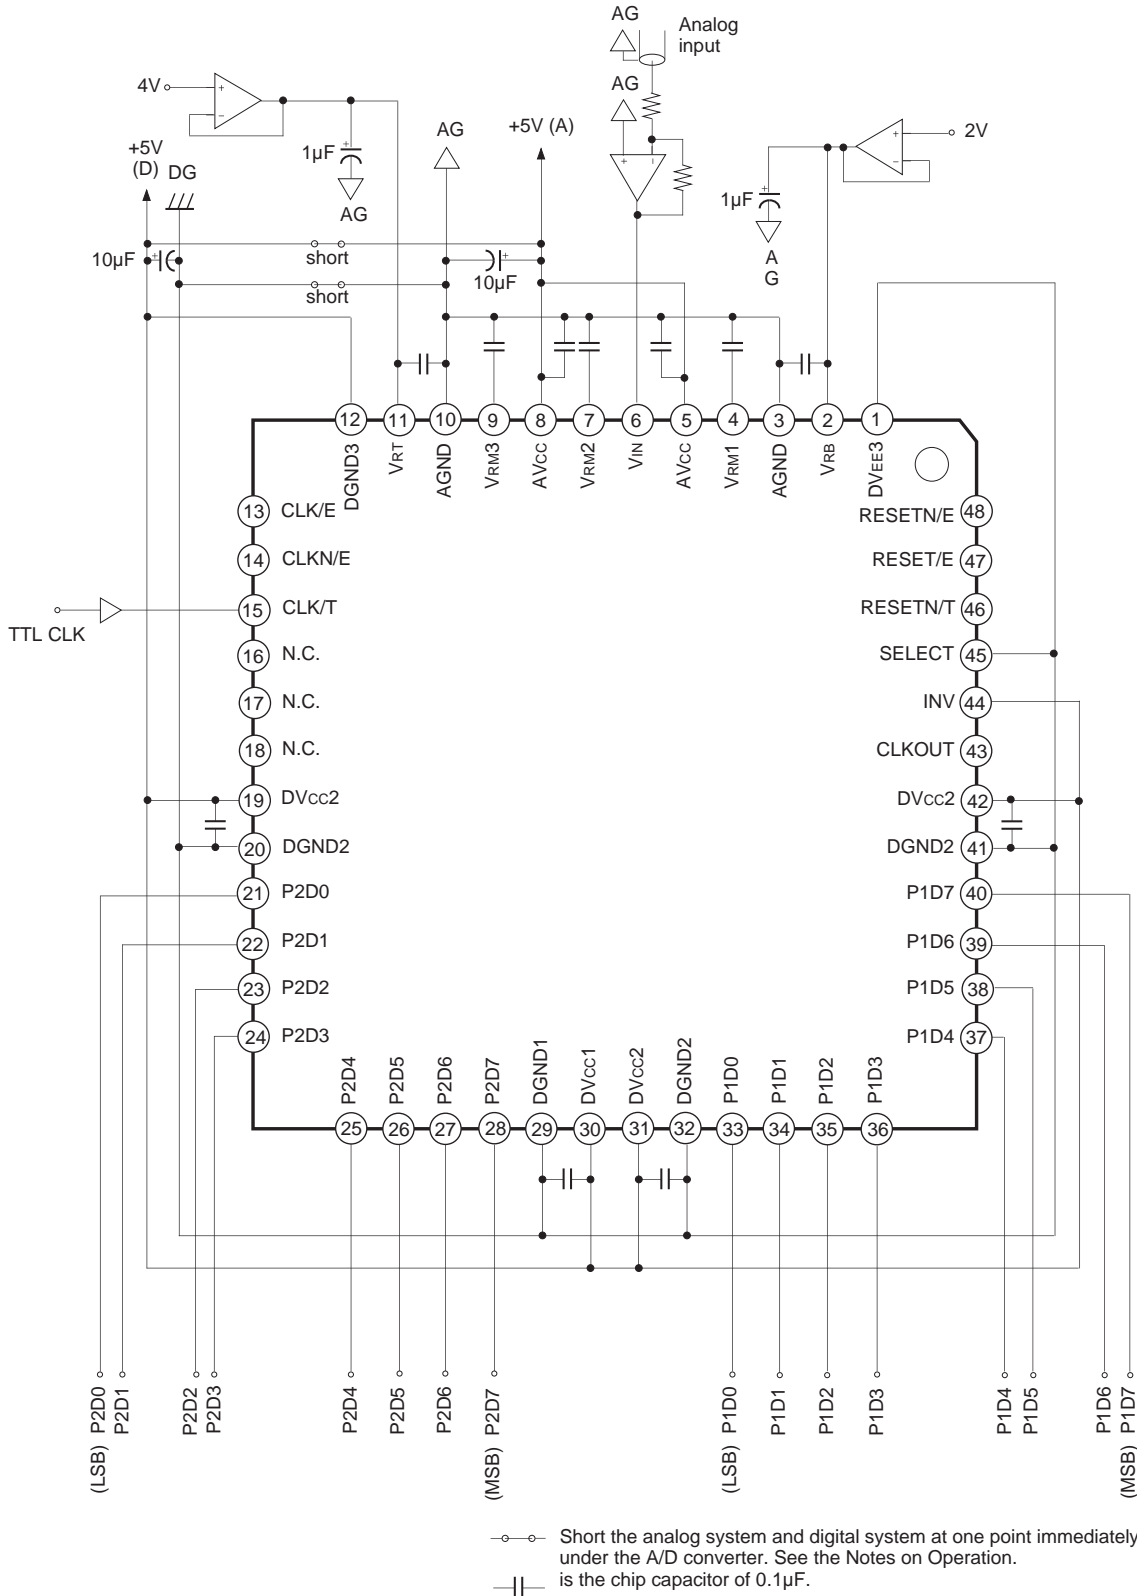 AG
Analog
input
4V
AG
AG
+5V (A)
2V
+5V
(D)
DG
1µF
AG
1µF
10µF
short
10µF
A
G
short
12
11
10
9
8
7
6
5
4
3
2
1
DGND3
VRT
AGND
VRM3
AVCC
VRM2
VIN
AVCC
VRM1
AGND
VRB
DVEE3
13 CLK/E
14 CLKN/E
15 CLK/T
TTL CLK
16 N.C.
17 N.C.
18 N.C.
19 DVCC2
20 DGND2
21 P2D0
22 P2D1
23 P2D2
24 P2D3
RESETN/E 48
RESET/E 47
RESETN/T 46
SELECT 45
INV 44
CLKOUT 43
DVCC2 42
DGND2 41
P1D7 40
P1D6 39
P1D5 38
P1D4 37
P2D4
P2D5
P2D6
P2D7
DGND1
DVCC1
DVCC2
DGND2
P1D0
P1D1
P1D2
P1D3
25
26
27
28
29
30
31
32
33
34
35
36
(LSB) P2D0
P2D1
P2D2
P2D3
P2D4
P2D5
P2D6
(MSB) P2D7
(LSB) P1D0
P1D1
P1D2
P1D3
P1D4
P1D5
P1D6
(MSB) P1D7
Short the analog system and digital system at one point immediately
under the A/D converter. See the Notes on Operation.
is the chip capacitor of 0.1µF.